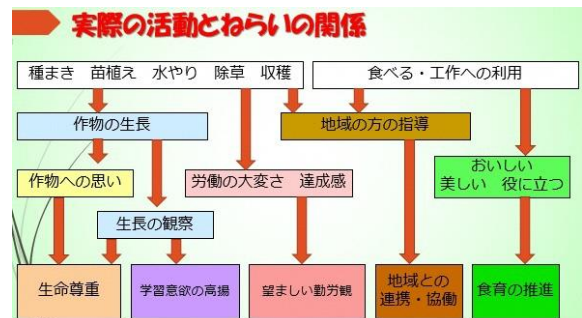 実際の活動とねらいの関係
種まき 苗植え 水やり 除草 収穫
食べる・工作への利用
作物の生長
地域の方の指導
作物への思い
労働の大変さ 達成感
おいしい
美しい 役に立つ
生長の観察
生命尊重
学習意欲の高揚
望ましい勤労観
地域との
連携・協働
食育の推進